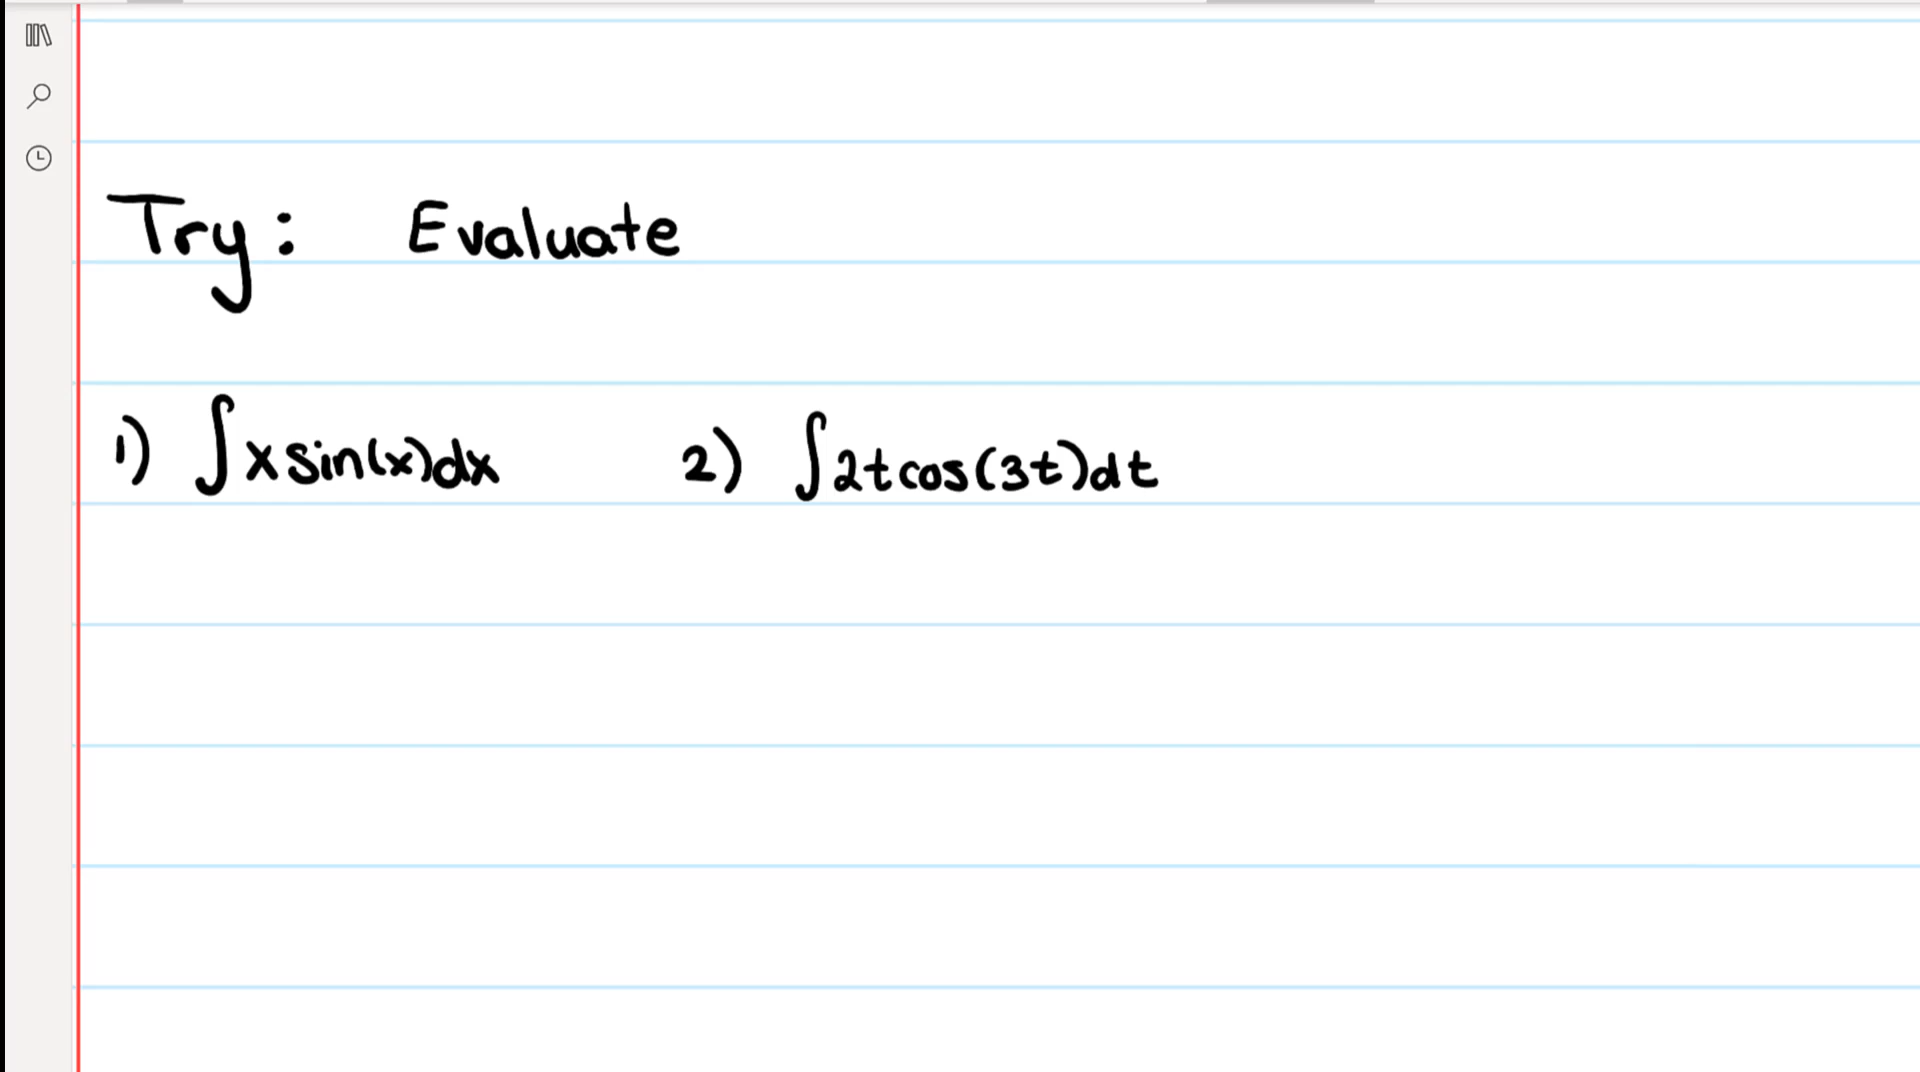 Try: Evaluate
1) ∫x sin(x)dx 2) ∫2t cos(3t)dt